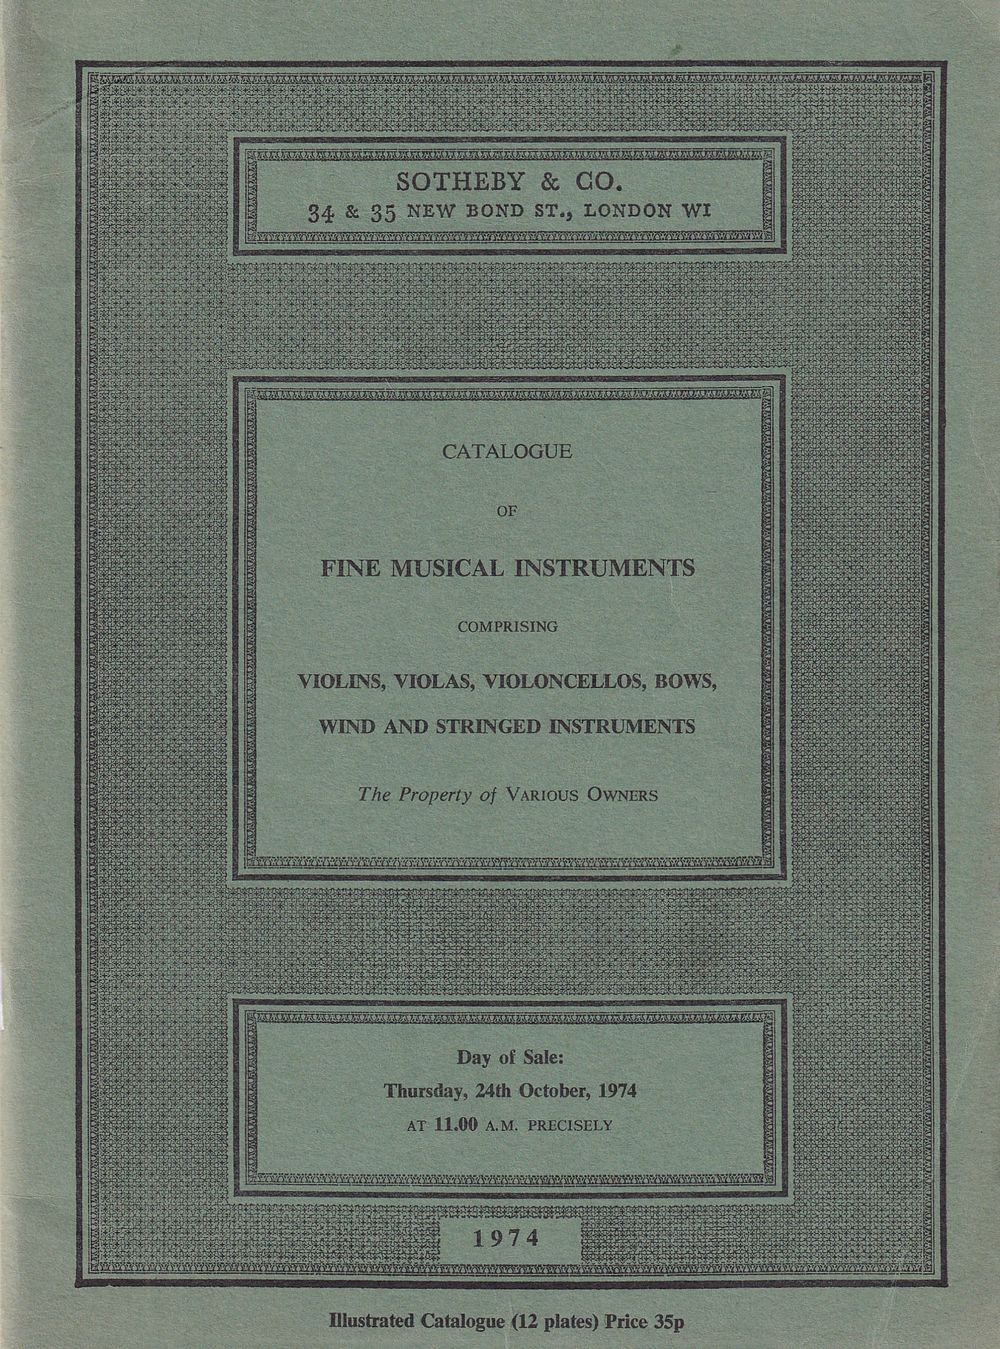 SOTHEBY & CO.
34 & 35 NEW BOND ST., LONDON W1
CATALOGUE
OF
FINE MUSICAL INSTRUMENTS
COMPRISING
VIOLINS, VIOLAS, VIOLONCELLOS, BOWS,
WIND AND STRINGED INSTRUMENTS
The Property of VARIOUS OWNERS
Day of Sale:
Thursday, 24th October, 1974
AT 11.00 A.M. PRECISELY
1974
Illustrated Catalogue (12 plates) Price 35p